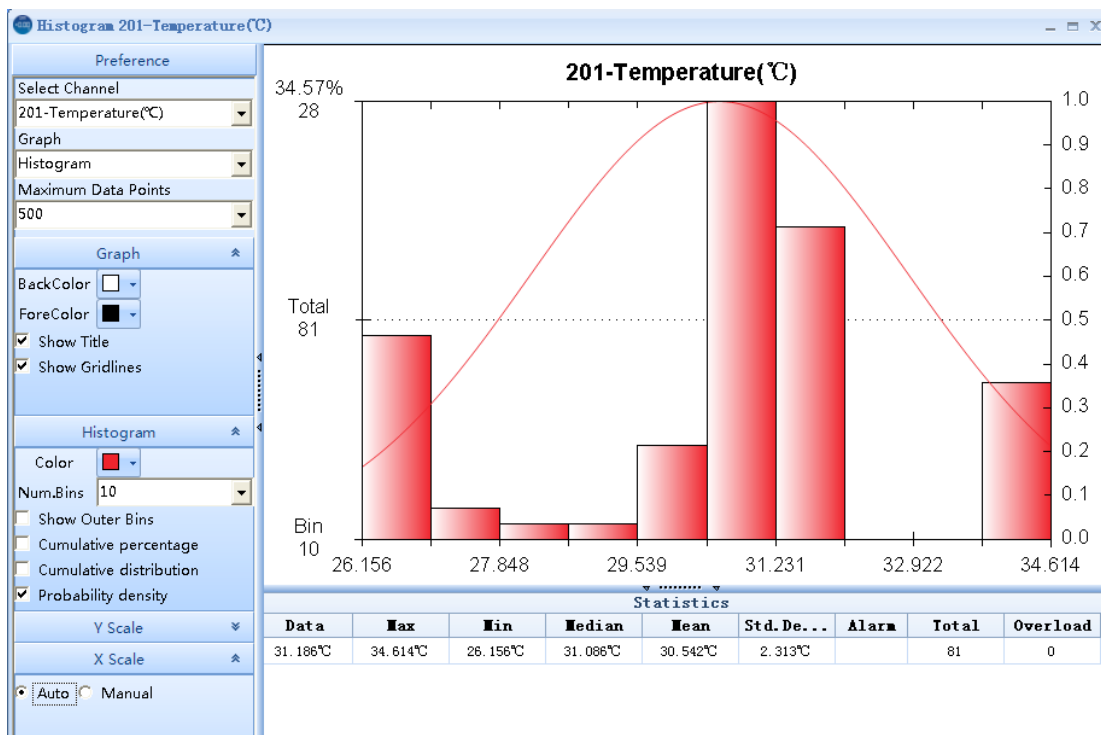 Histogram 201-Temperature(℃)
Preference
Select Channel
201-Temperature(℃)
Graph
Histogram
Maximum Data Points
500
Graph
BackColor
ForeColor
Show Title
Show Gridlines
Histogram
Color
Num.Bins 10
Show Outer Bins
Cumulative percentage
Cumulative distribution
Probability density
Y Scale
X Scale
Auto Manual
201-Temperature(℃)
34.57%
28
Total
81
Bin
10
1.0
0.9
0.8
0.7
0.6
0.5
0.4
0.3
0.2
0.1
0.0
26.156 27.848 29.539 31.231 32.922 34.614
Statistics
Data Max Min Median Mean Std.De... Alarm Total Overload
31.186℃ 34.614℃ 26.156℃ 31.086℃ 30.542℃ 2.313℃ 81 0